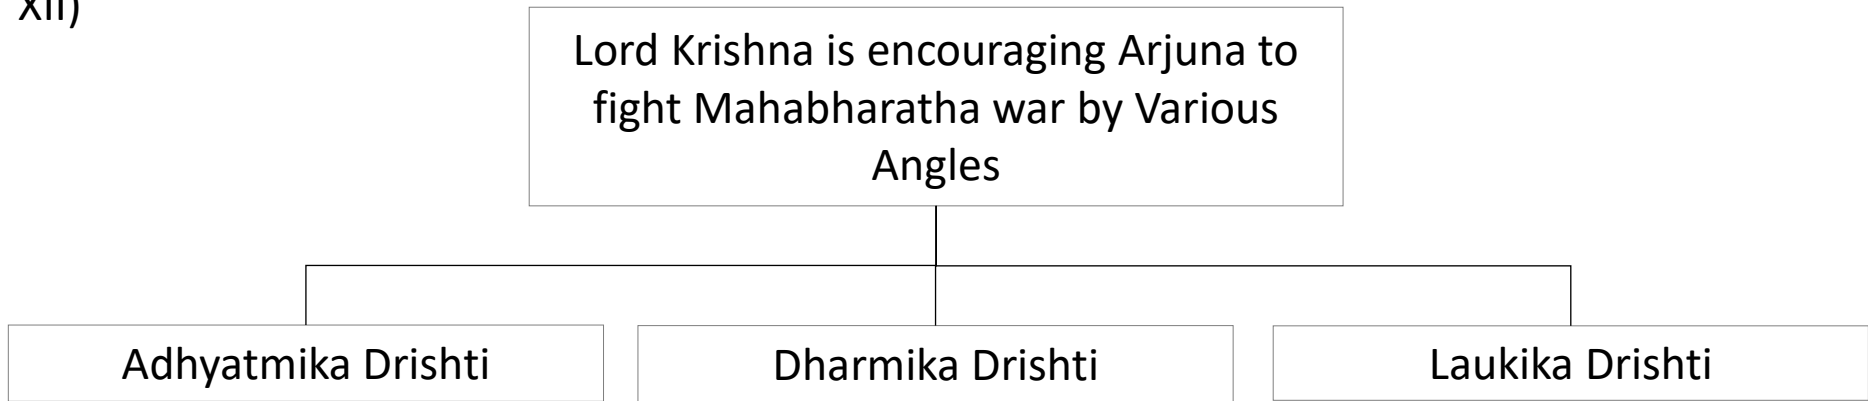 XII)
Lord Krishna is encouraging Arjuna to
fight Mahabharatha war by Various
Angles
Adhyatmika Drishti
Dharmika Drishti
Laukika Drishti